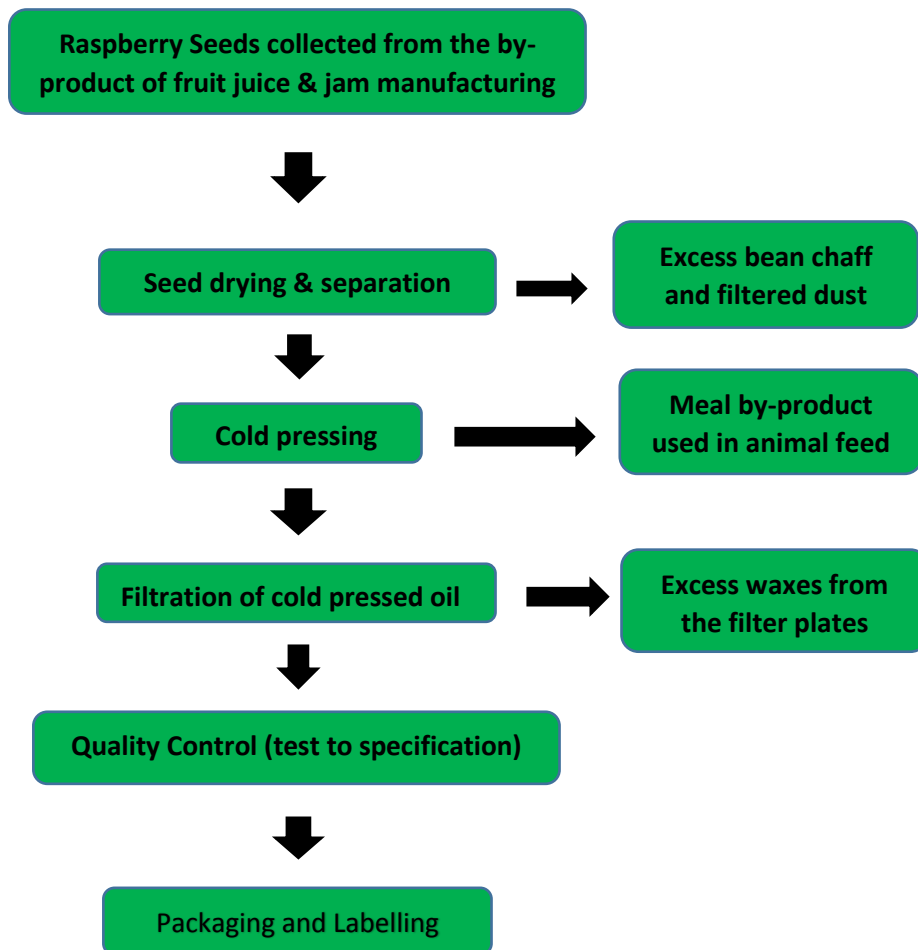 Raspberry Seeds collected from the by-
product of fruit juice & jam manufacturing
Seed drying & separation
Excess bean chaff
and filtered dust
Cold pressing
Meal by-product
used in animal feed
Filtration of cold pressed oil
Excess waxes from
the filter plates
Quality Control (test to specification)
Packaging and Labelling